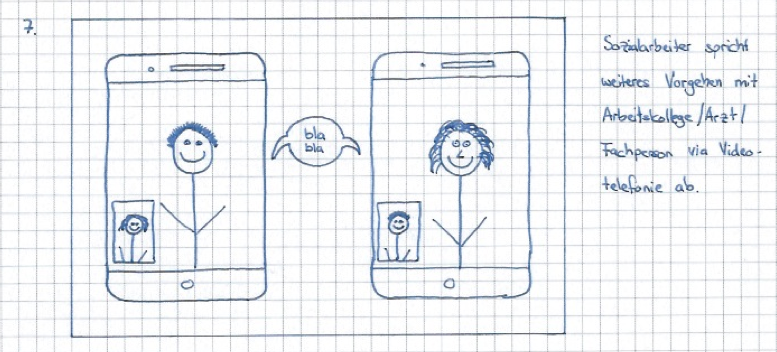 7.
bla
bla
Sozialarbeiter spricht
weiteres Vorgehen mit
Arbeitskollege/Arzt/
Fachperson via Video-
telefonie ab.